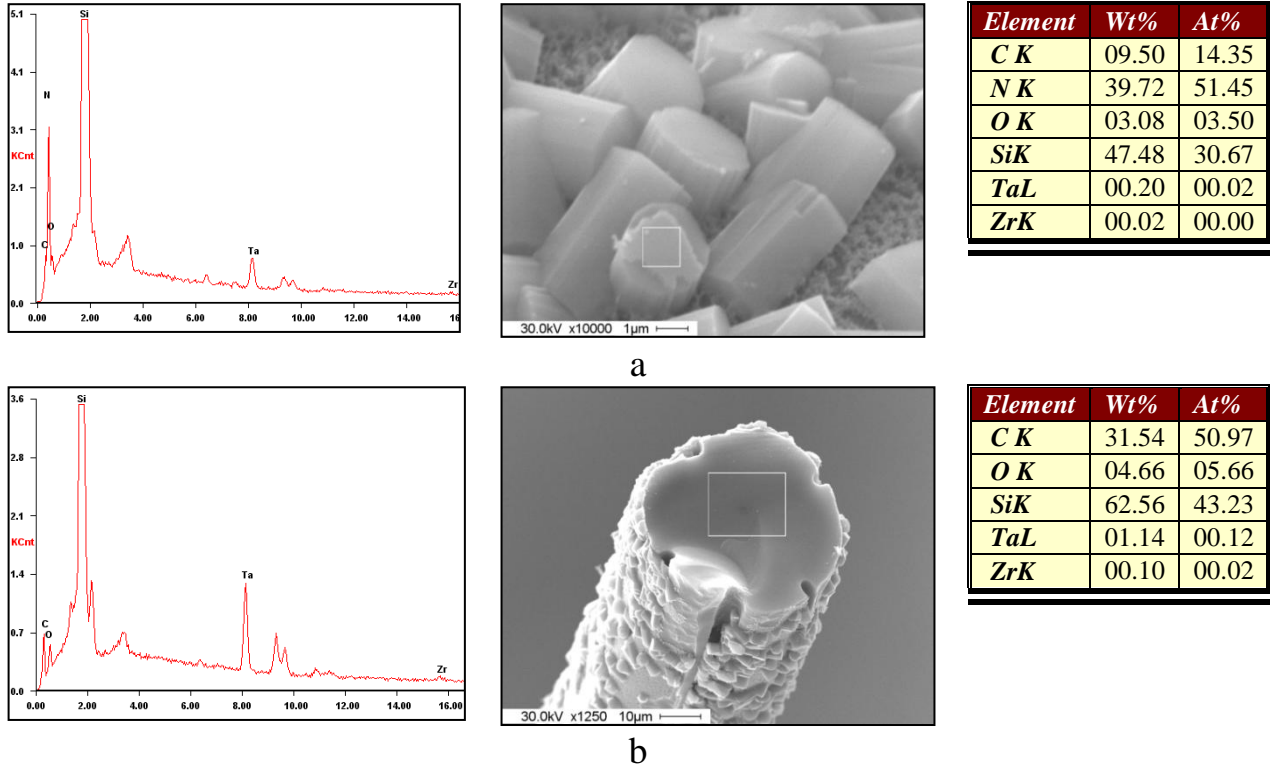 5.1
4.1
3.1
KCnt
2.1
1.0
0.0
Si
N
O
C
Ta
Zr
0.00 2.00 4.00 6.00 8.00 10.00 12.00 14.00 16.0
30.0kV x10000 1µm
Element Wt% At%
C K 09.50 14.35
N K 39.72 51.45
O K 03.08 03.50
SiK 47.48 30.67
TaL 00.20 00.02
ZrK 00.02 00.00
a
3.6
2.8
2.1
KCnt
1.4
0.7
0.0
Si
C
O
Ta
Zr
0.00 2.00 4.00 6.00 8.00 10.00 12.00 14.00 16.00
30.0kV x1250 10µm
Element Wt% At%
C K 31.54 50.97
O K 04.66 05.66
SiK 62.56 43.23
TaL 01.14 00.12
ZrK 00.10 00.02
b